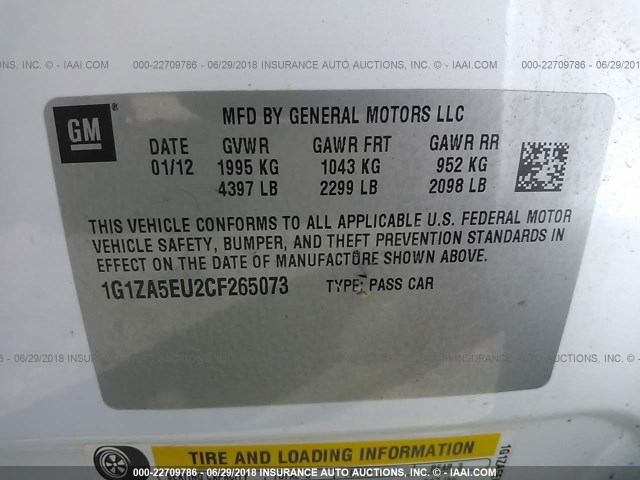 000-22709786 - 06/29/2018 INSURANCE AUTO AUCTIONS, INC. - IAAI.COM
GM®
MFD BY GENERAL MOTORS LLC
DATE GVWR GAWR FRT GAWR RR
01/12 1995 KG 1043 KG 952 KG
4397 LB 2299 LB 2098 LB
THIS VEHICLE CONFORMS TO ALL APPLICABLE U.S. FEDERAL MOTOR
VEHICLE SAFETY, BUMPER, AND THEFT PREVENTION STANDARDS IN
EFFECT ON THE DATE OF MANUFACTURE SHOWN ABOVE.
1G1ZA5EU2CF265073 TYPE: PASS CAR
000-22709786 - 06/29/2018 INSURANCE AUTO AUCTIONS, INC. - IAAI.COM
TIRE AND LOADING INFORMATION
000-22709786 - 06/29/2018 INSURANCE AUTO AUCTIONS, INC. - IAAI.COM